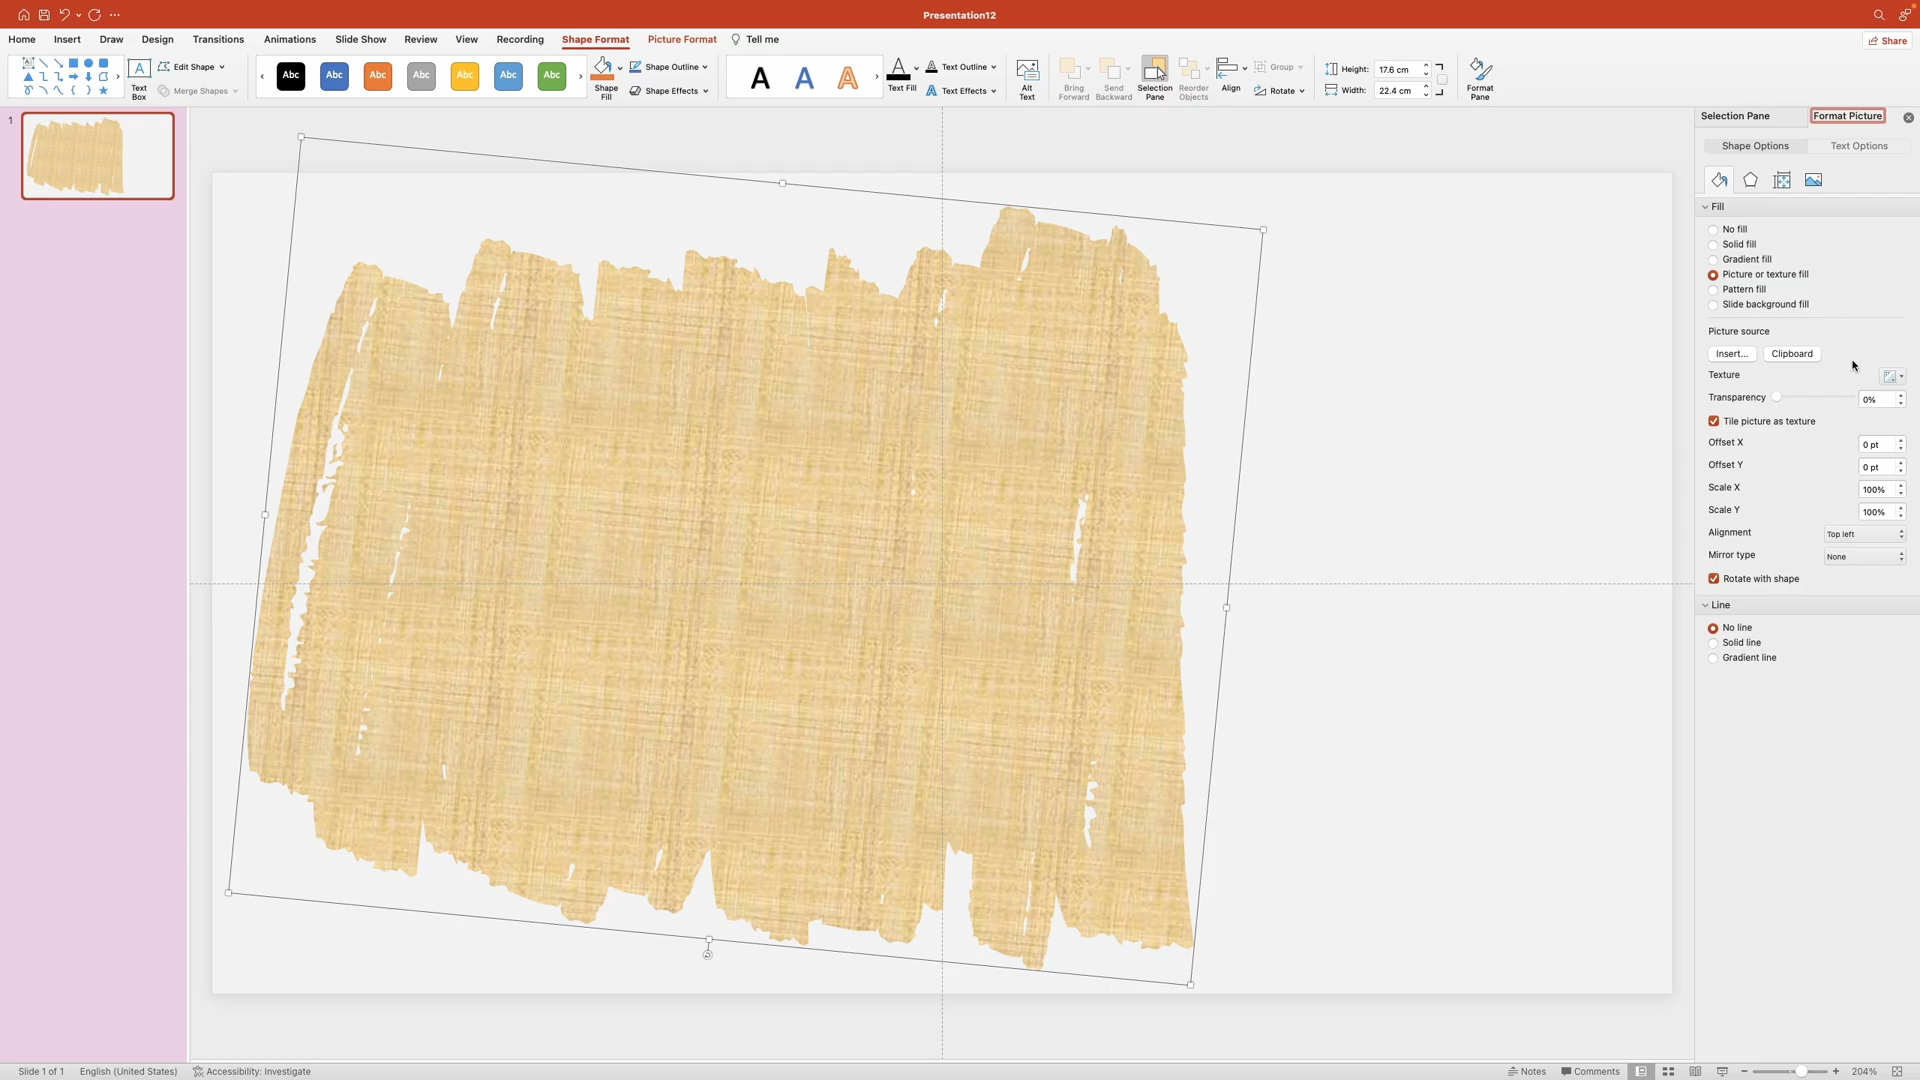 Presentation12
Home Insert Draw Design Transitions Animations Slide Show Review View Recording Shape Format Picture Format Tell me
Share
Text Box
Edit Shape
Merge Shapes
Abc Abc Abc Abc Abc Abc Abc
Shape Fill
Shape Outline
Shape Effects
A A A
Text Fill
Text Outline
Text Effects
Alt Text
Bring Forward
Send Backward
Selection Pane
Reorder Objects
Align
Group
Rotate
Height: 17.6 cm
Width: 22.4 cm
Format Pane
1
Selection Pane Format Picture
Shape Options Text Options
Fill
No fill
Solid fill
Gradient fill
Picture or texture fill
Pattern fill
Slide background fill
Picture source
Insert... Clipboard
Texture
Transparency 0%
Tile picture as texture
Offset X 0 pt
Offset Y 0 pt
Scale X 100%
Scale Y 100%
Alignment Top left
Mirror type None
Rotate with shape
Line
No line
Solid line
Gradient line
Slide 1 of 1 English (United States) Accessibility: Investigate Notes Comments 204%